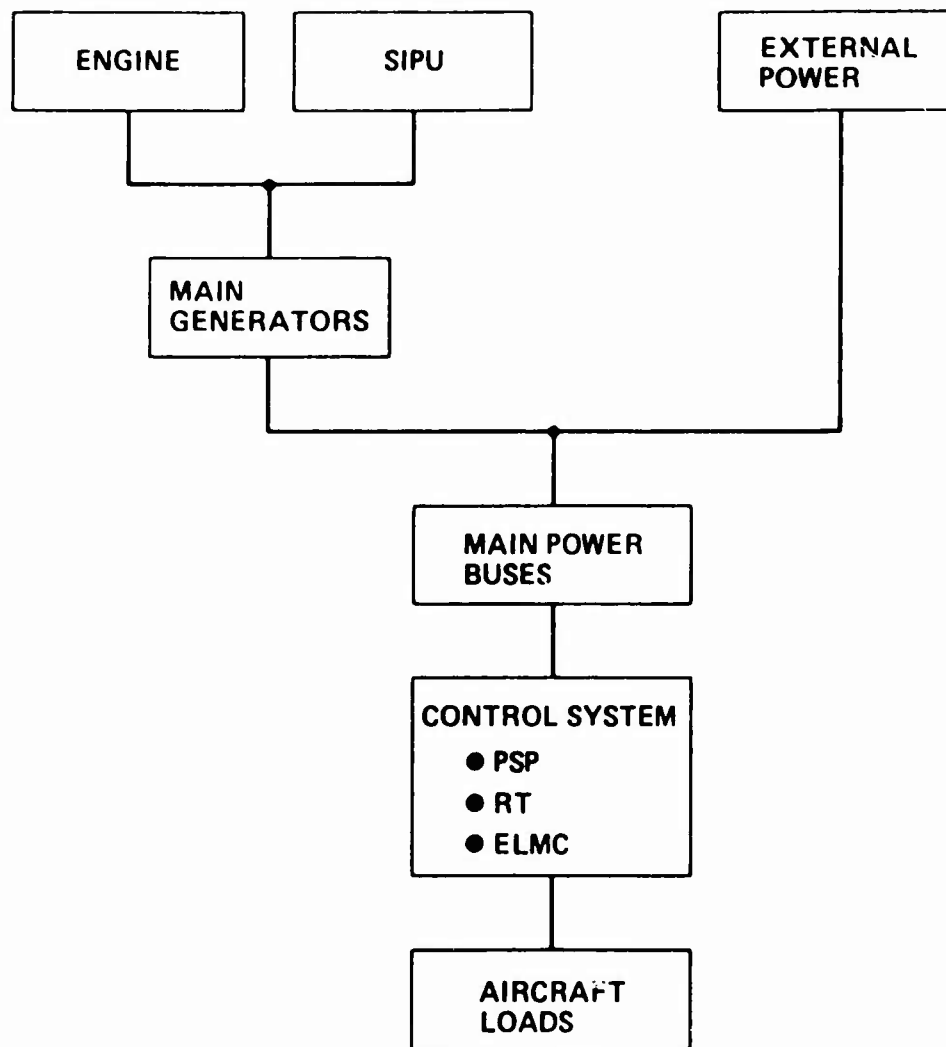 ENGINE
SIPU
EXTERNAL
POWER
MAIN
GENERATORS
MAIN POWER
BUSES
CONTROL SYSTEM
● PSP
● RT
● ELMC
AIRCRAFT
LOADS